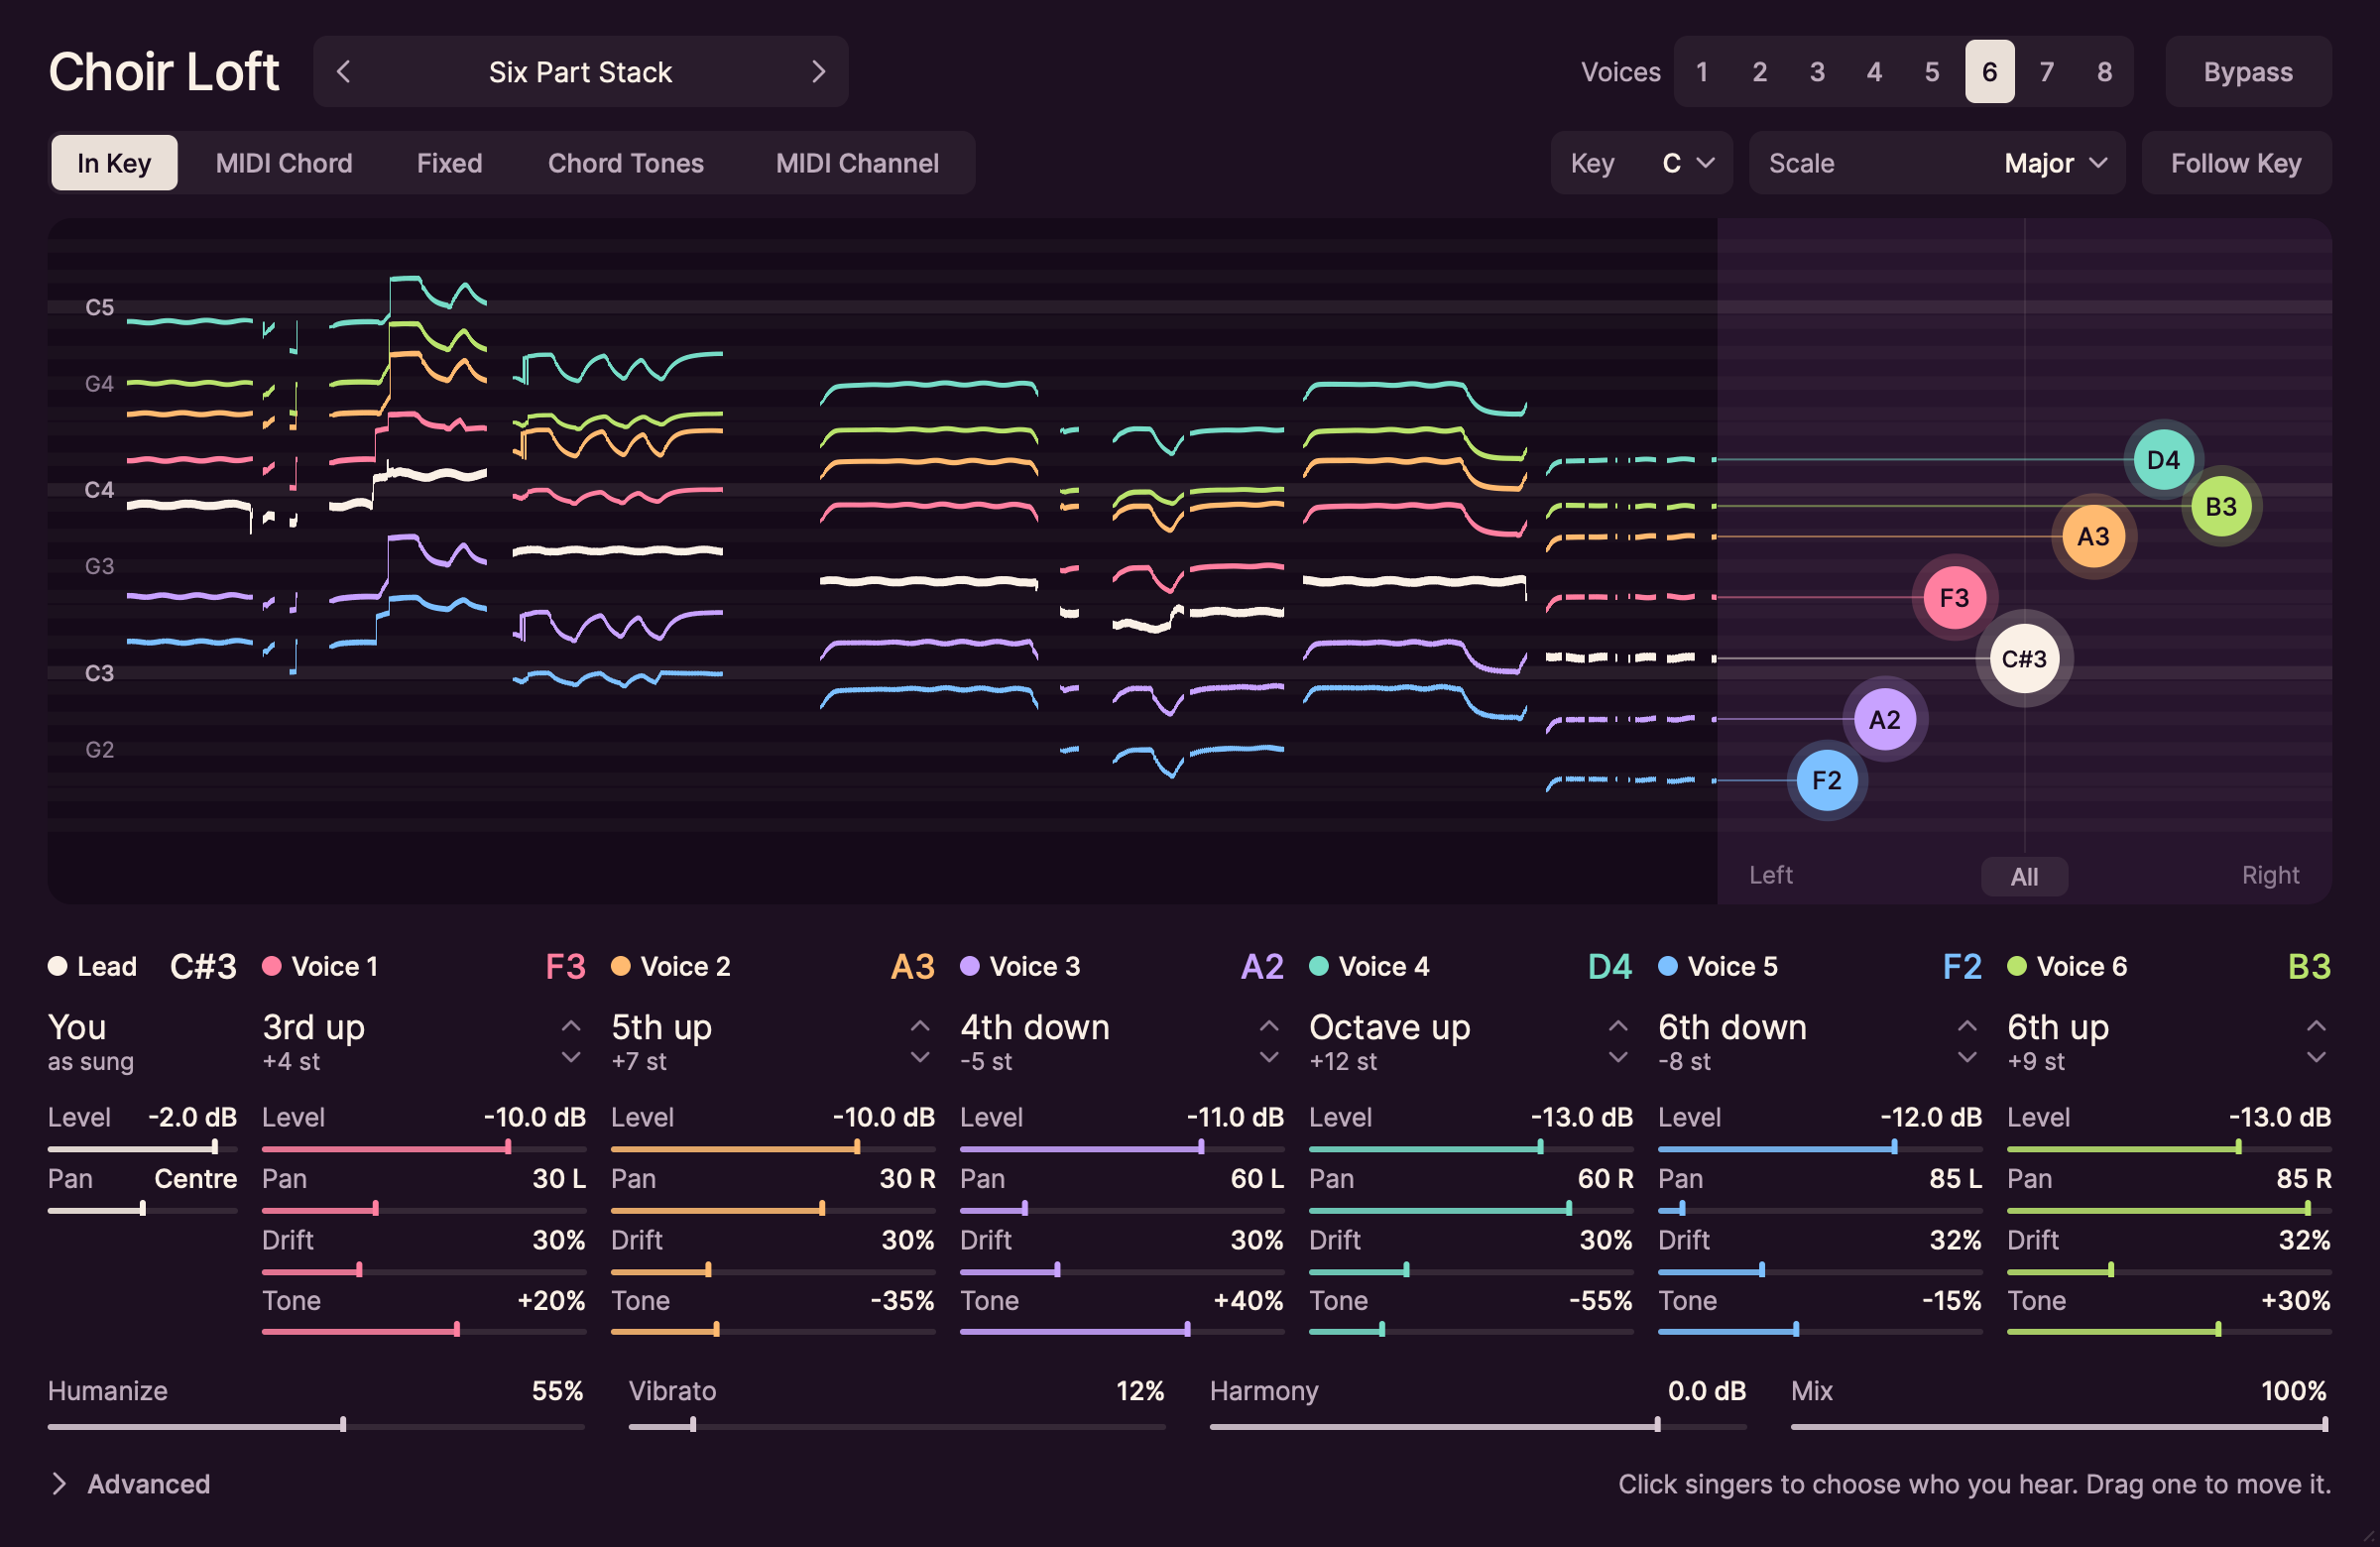 Choir Loft
Six Part Stack
Voices 1 2 3 4 5 6 7 8
Bypass
In Key MIDI Chord Fixed Chord Tones MIDI Channel
Key C
Scale Major
Follow Key
C5
G4
C4
G3
C3
G2
D4
B3
A3
F3
C#3
A2
F2
Left All Right
Lead C#3
You
as sung
Level -2.0 dB
Pan Centre
Voice 1 F3
3rd up
+4 st
Level -10.0 dB
Pan 30 L
Drift 30%
Tone +20%
Voice 2 A3
5th up
+7 st
Level -10.0 dB
Pan 30 R
Drift 30%
Tone -35%
Voice 3 A2
4th down
-5 st
Level -11.0 dB
Pan 60 L
Drift 30%
Tone +40%
Voice 4 D4
Octave up
+12 st
Level -13.0 dB
Pan 60 R
Drift 30%
Tone -55%
Voice 5 F2
6th down
-8 st
Level -12.0 dB
Pan 85 L
Drift 32%
Tone -15%
Voice 6 B3
6th up
+9 st
Level -13.0 dB
Pan 85 R
Drift 32%
Tone +30%
Humanize 55%
Vibrato 12%
Harmony 0.0 dB
Mix 100%
Advanced
Click singers to choose who you hear. Drag one to move it.